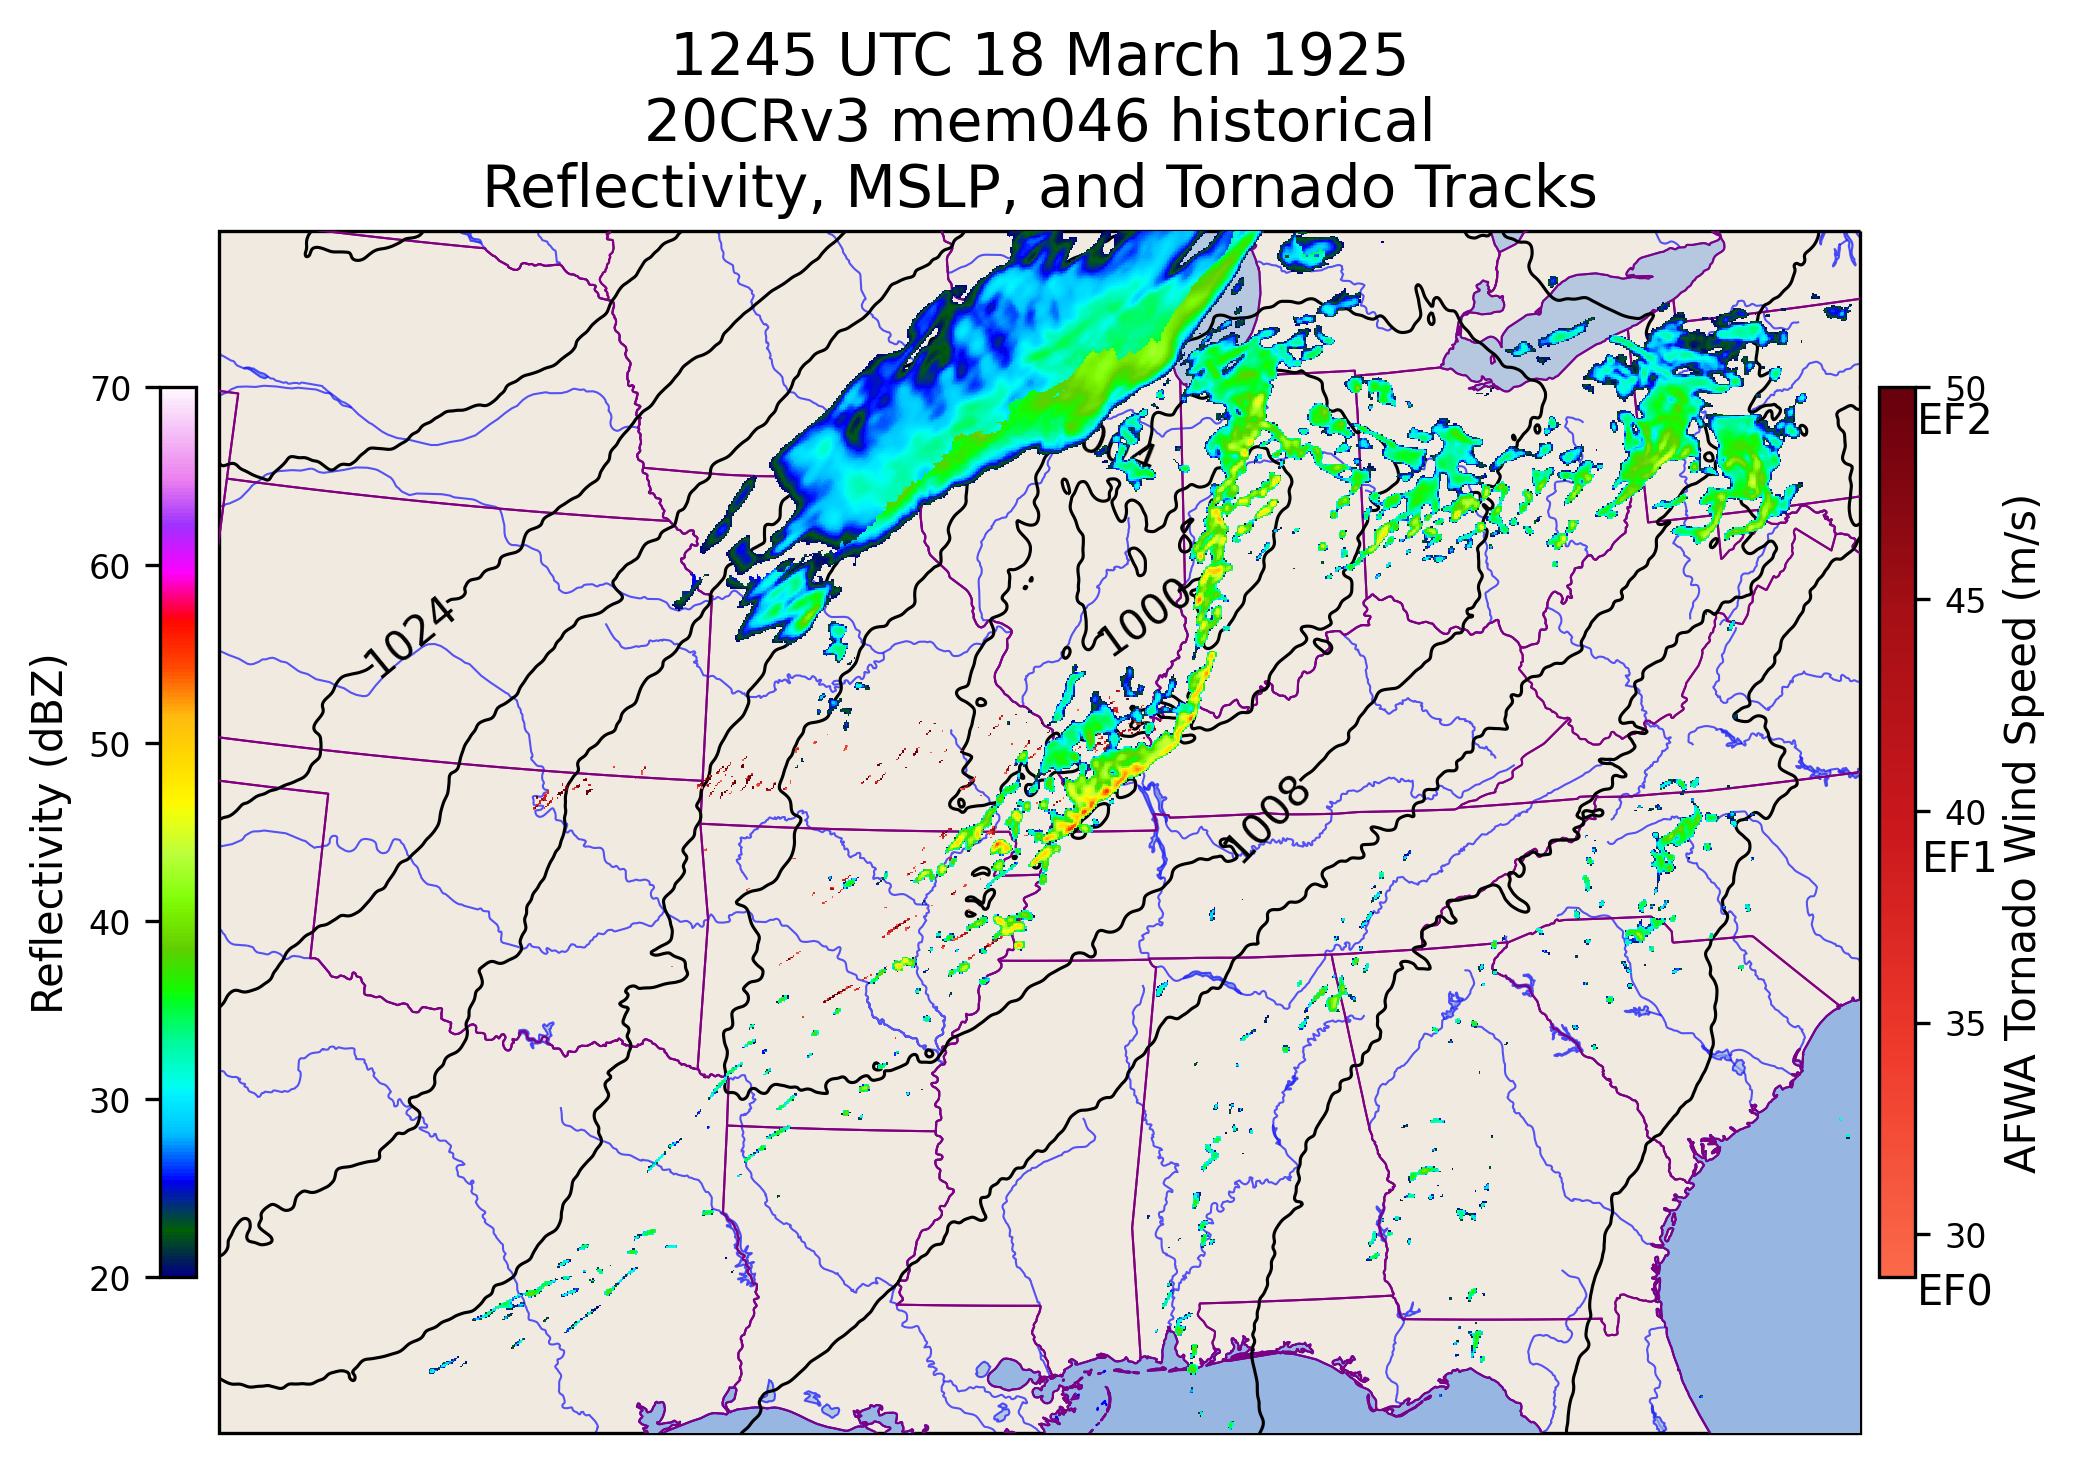 1245 UTC 18 March 1925
20CRv3 mem046 historical
Reflectivity, MSLP, and Tornado Tracks
70
60
50
40
30
20
Reflectivity (dBZ)
1024
1000
1008
50
EF2
45
40
EF1
35
30
EF0
AFWA Tornado Wind Speed (m/s)